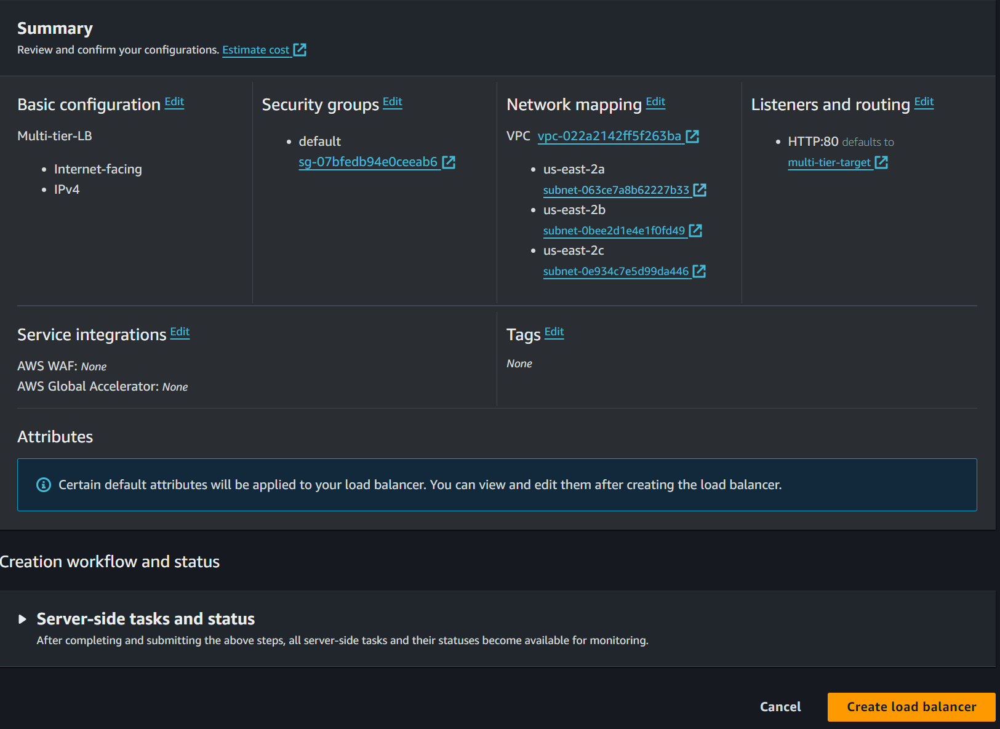 Summary
Review and confirm your configurations. Estimate cost
Basic configuration Edit
Multi-tier-LB
Internet-facing
IPv4
Security groups Edit
default
sg-07bfedb94e0ceeab6
Network mapping Edit
VPC vpc-022a2142ff5f263ba
us-east-2a
subnet-063ce7a8b62227b33
us-east-2b
subnet-0bee2d1e4e1f0fd49
us-east-2c
subnet-0e934c7e5d99da446
Listeners and routing Edit
HTTP:80 defaults to
multi-tier-target
Service integrations Edit
AWS WAF: None
AWS Global Accelerator: None
Tags Edit
None
Attributes
Certain default attributes will be applied to your load balancer. You can view and edit them after creating the load balancer.
Creation workflow and status
Server-side tasks and status
After completing and submitting the above steps, all server-side tasks and their statuses become available for monitoring.
Cancel
Create load balancer